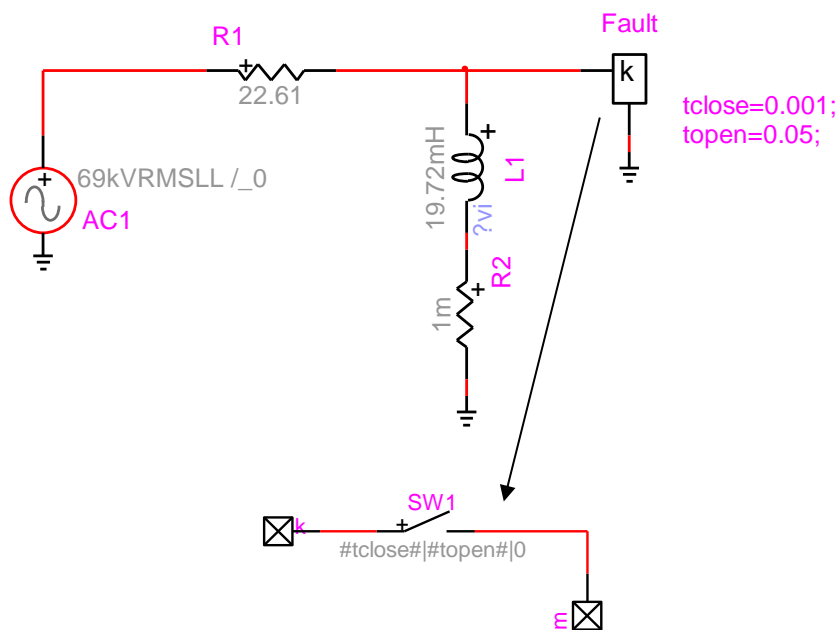 R1
Fault
+
22.61
k
tclose=0.001;
topen=0.05;
+
69kVRMSLL /_0
AC1
+
19.72mH
L1
?vi
R2
+
1m
SW1
k
+
#tclose#|#topen#|0
m